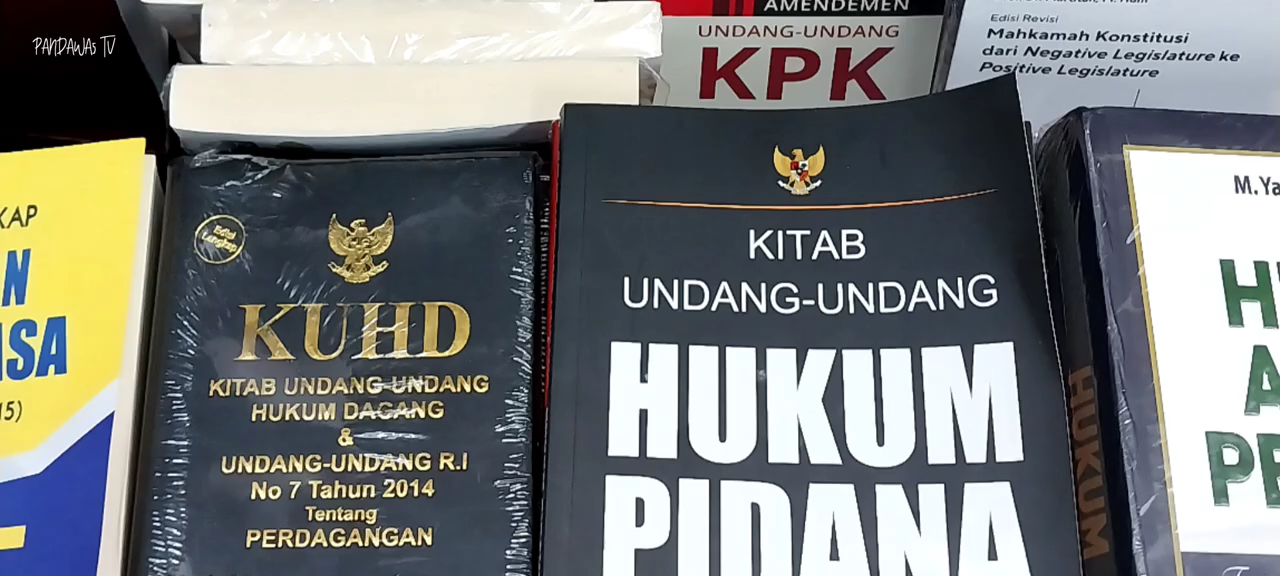 PANDAWAs TV
AMENDEMEN
UNDANG-UNDANG
KPK
Edisi Revisi
Mahkamah Konstitusi
dari Negative Legislature ke
Positive Legislature
KAP
N
ISA
15)
Edisi
Lengkap
KUHD
KITAB UNDANG-UNDANG
HUKUM DAGANG
&
UNDANG-UNDANG R.I
No 7 Tahun 2014
Tentang
PERDAGANGAN
KITAB
UNDANG-UNDANG
HUKUM
PIDANA
HUKUM
M.Ya
H
A
PE